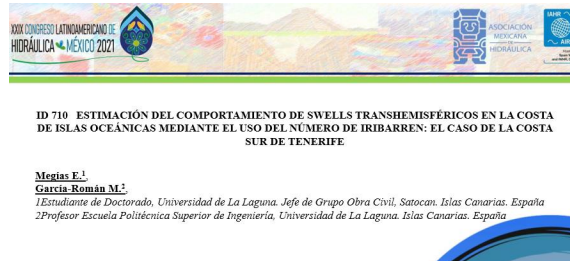 XXIX CONGRESO LATINOAMERICANO DE
HIDRÁULICA MÉXICO 2021
ASOCIACIÓN
MEXICANA
DE
HIDRÁULICA
IAHR
ID 710 ESTIMACIÓN DEL COMPORTAMIENTO DE SWELLS TRANSHEMISFÉRICOS EN LA COSTA
DE ISLAS OCEÁNICAS MEDIANTE EL USO DEL NÚMERO DE IRIBARREN: EL CASO DE LA COSTA
SUR DE TENERIFE
Megías E.1,
García-Román M.2,
1Estudiante de Doctorado, Universidad de La Laguna. Jefe de Grupo Obra Civil, Satocan. Islas Canarias. España
2Profesor Escuela Politécnica Superior de Ingeniería, Universidad de La Laguna. Islas Canarias. España